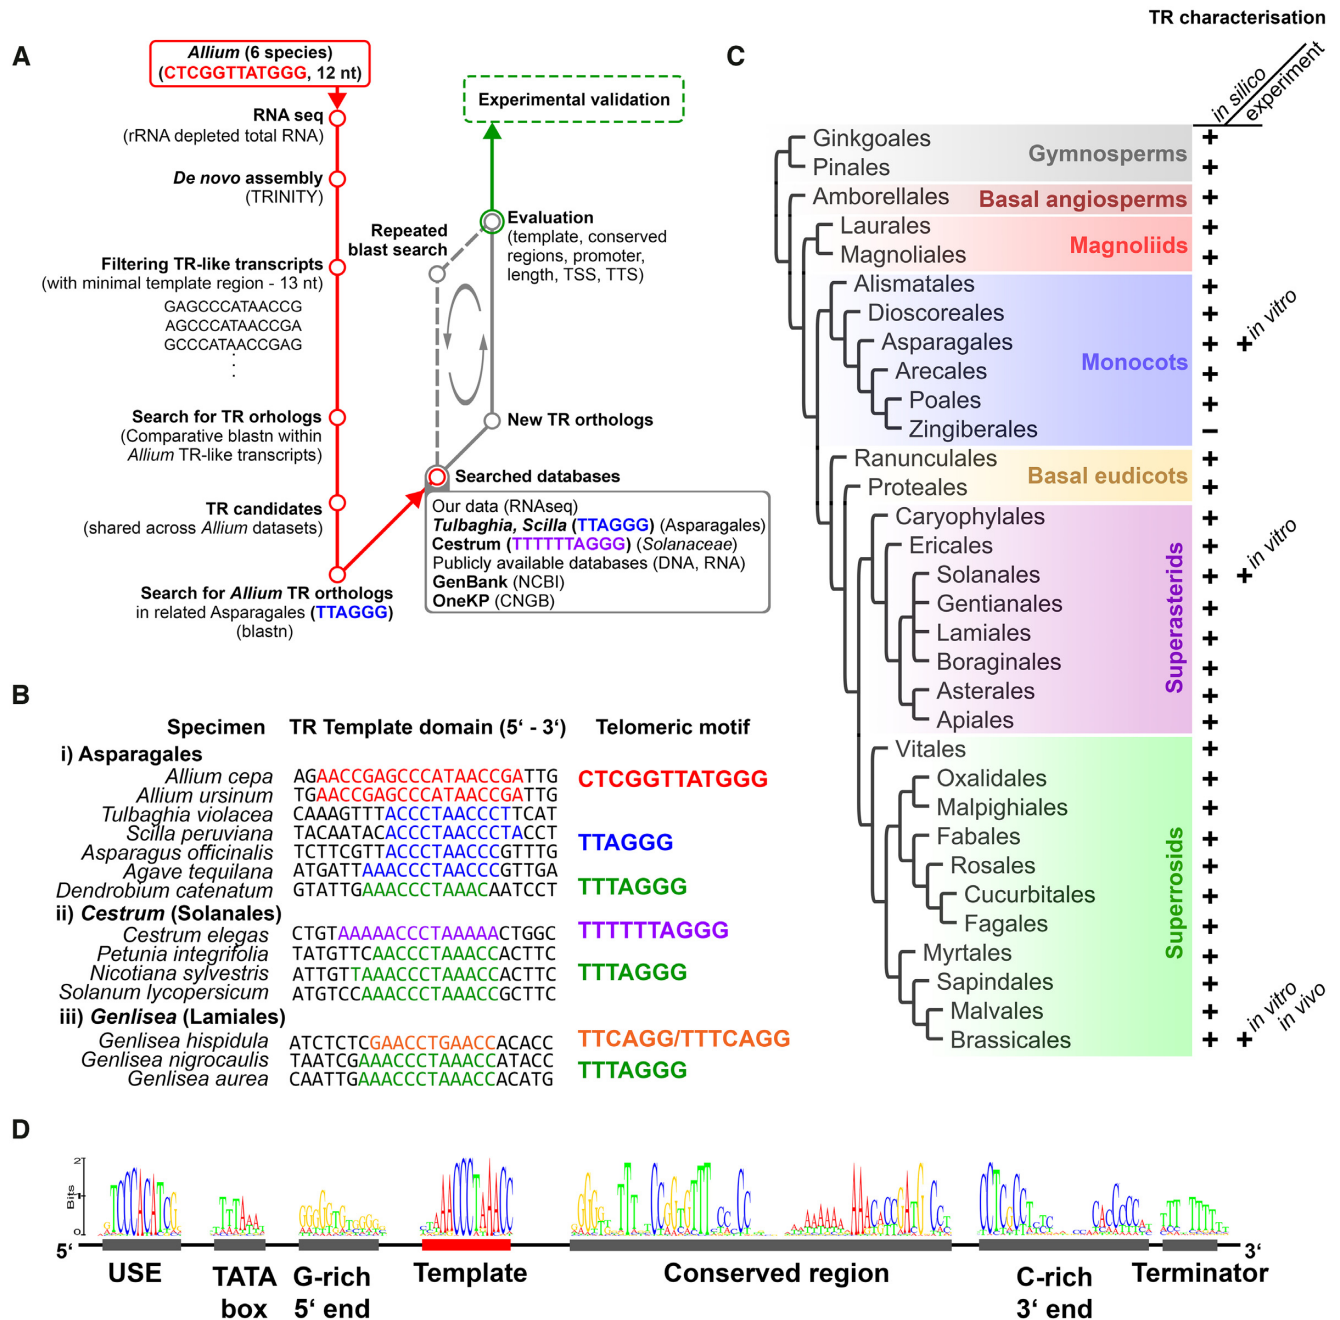 A
Allium (6 species)
(CTCGGTTATGGG, 12 nt)
RNA seq
(rRNA depleted total RNA)
De novo assembly
(TRINITY)
Filtering TR-like transcripts
(with minimal template region - 13 nt)
GAGCCCATAACCG
AGCCCATAACCGA
GCCCATAACCGAG
.
.
.
Search for TR orhologs
(Comparative blastn within
Allium TR-like transcripts)
TR candidates
(shared across Allium datasets)
Search for Allium TR orthologs
in related Asparagales (TTAGGG)
(blastn)
Experimental validation
Repeated
blast search
Evaluation
(template, conserved
regions, promoter,
length, TSS, TTS)
New TR orthologs
Searched databases
Our data (RNAseq)
Tulbaghia, Scilla (TTAGGG) (Asparagales)
Cestrum (TTTTTTAGGG) (Solanaceae)
Publicly available databases (DNA, RNA)
GenBank (NCBI)
OneKP (CNGB)
B
Specimen TR Template domain (5‘ - 3‘) Telomeric motif
i) Asparagales
Allium cepa AGAACCGAGCCCATAACCGATTG CTCGGTTATGGG
Allium ursinum TGAACCGAGCCCATAACCGATTG
Tulbaghia violacea CAAAGTTTACCCTAACCCTTCAT
Scilla peruviana TACAATACACCCTAACCCTACCT TTAGGG
Asparagus officinalis TCTTCGTTACCCTAACCCGTTTG
Agave tequilana ATGATTAAACCCTAACCCGTTGA
Dendrobium catenatum GTATTGAAACCCTAAACAATCCT TTTAGGG
ii) Cestrum (Solanales)
Cestrum elegas CTGTAAAAAACCCTAAAAAACTGGC TTTTTTAGGG
Petunia integrifolia TATGTTCAACCCTAAACCACTTC
Nicotiana sylvestris ATTGTTAAACCCTAAACCACTTC TTTAGGG
Solanum lycopersicum ATGTCCAAACCCTAAACCGCTTC
iii) Genlisea (Lamiales)
Genlisea hispidula ATCTCTCGAACCTGAACCACACC TTCAGG/TTTCAGG
Genlisea nigrocaulis TAATCGAAACCCTAAACCATACC TTTAGGG
Genlisea aurea CAATTGAAACCCTAAACCACATG
C
TR characterisation
in silico
experiment
Ginkgoales +
Gymnosperms
Pinales +
Amborellales Basal angiosperms +
Laurales +
Magnoliids
Magnoliales +
Alismatales +
Dioscoreales +
Asparagales + + in vitro
Monocots
Arecales +
Poales +
Zingiberales −
Ranunculales +
Basal eudicots
Proteales +
Caryophylales +
Ericales +
Solanales + + in vitro
Gentianales +
Lamiales +
Boraginales +
Asterales +
Apiales +
Superasterids
Vitales +
Oxalidales +
Malpighiales +
Fabales +
Rosales +
Cucurbitales +
Fagales +
Myrtales +
Sapindales +
Malvales +
Brassicales + + in vitro
in vivo
Superrosids
D
2
Bits
1
0
5‘ 3‘
USE
TATA
box
G-rich
5‘ end
Template
Conserved region
C-rich
3‘ end
Terminator